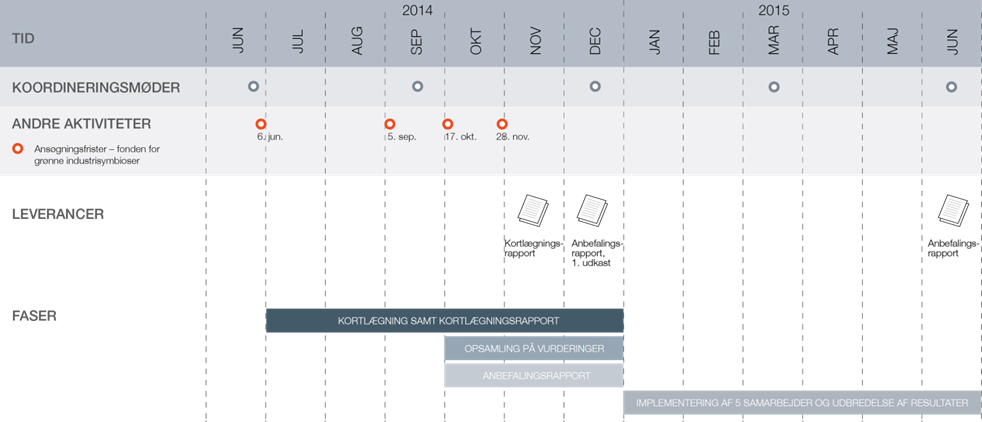 2014
2015
TID
JUN
JUL
AUG
SEP
OKT
NOV
DEC
JAN
FEB
MAR
APR
MAJ
JUN
KOORDINERINGSMØDER
ANDRE AKTIVITETER
Ansøgningsfrister – fonden for
grønne industrisymbioser
6. jun.
5. sep.
17. okt.
28. nov.
LEVERANCER
Kortlægnings-
rapport
Anbefalings-
rapport,
1. udkast
Anbefalings-
rapport
FASER
KORTLÆGNING SAMT KORTLÆGNINGSRAPPORT
OPSAMLING PÅ VURDERINGER
ANBEFALINGSRAPPORT
IMPLEMENTERING AF 5 SAMARBEJDER OG UDBREDELSE AF RESULTATER